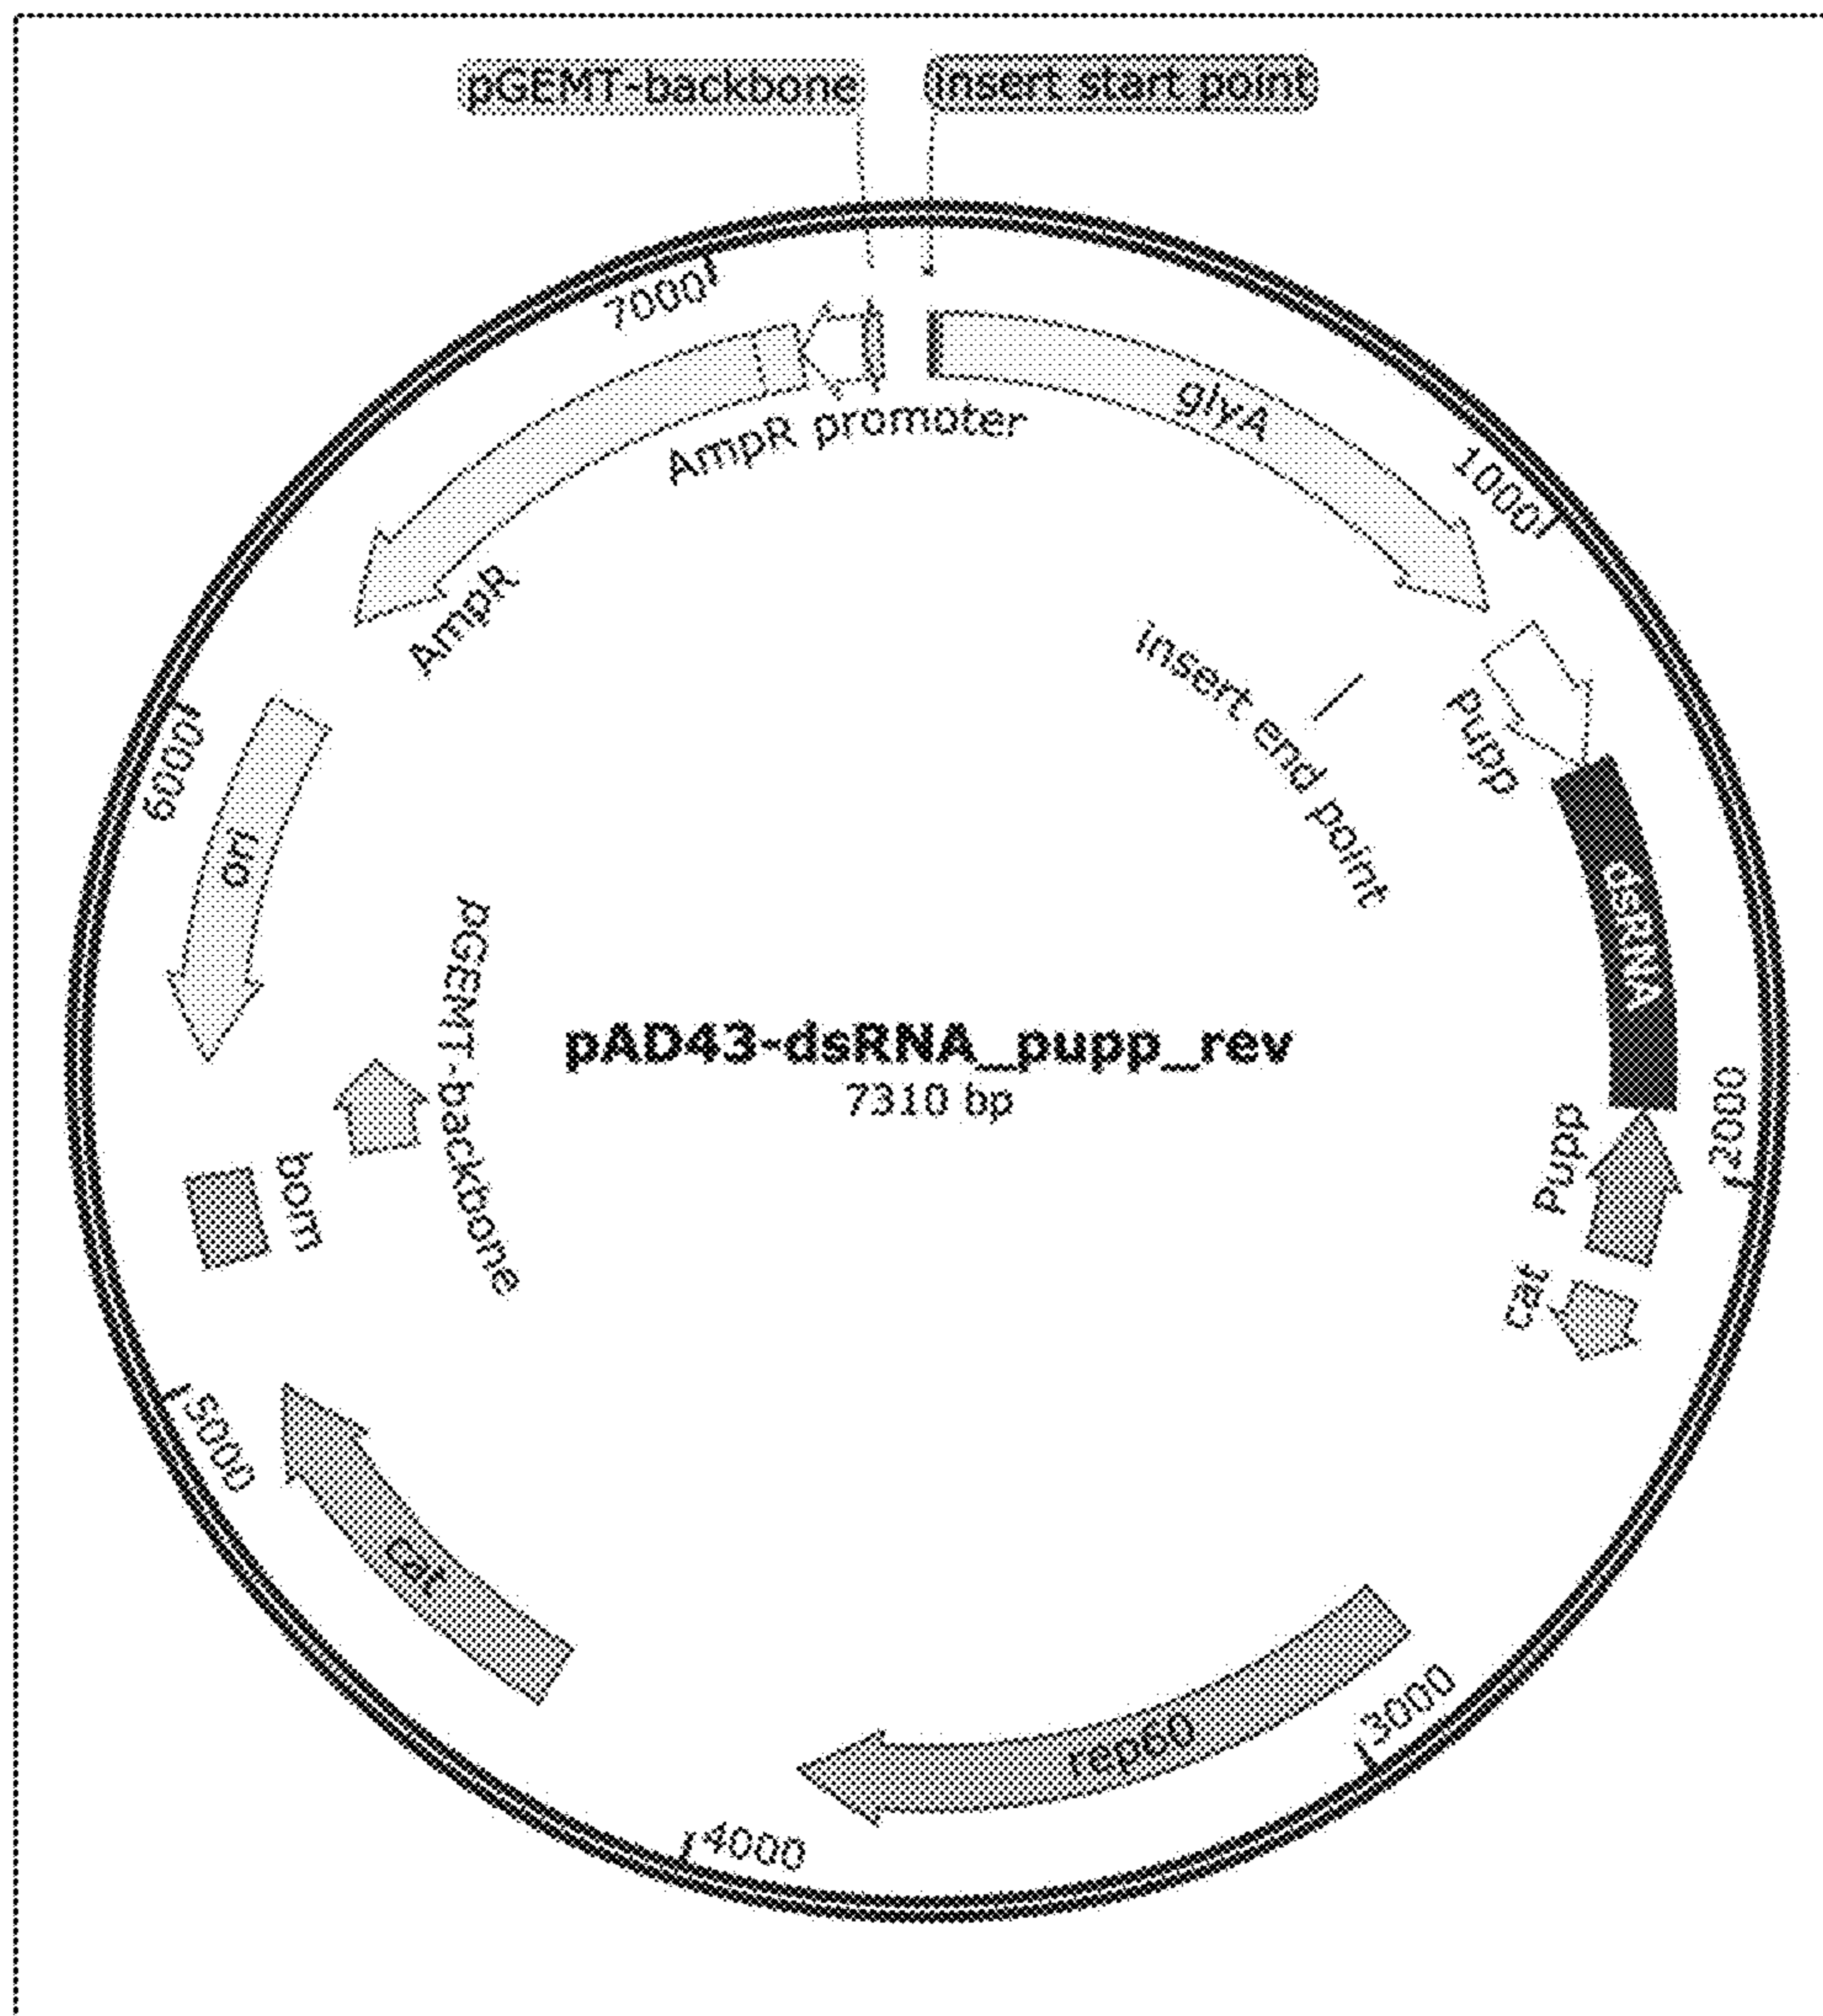 pGEMT-backbone
insert start point
7000
AmpR promoter
glyA
1000
AmpR
insert end point
Pupp
6000
ori
dsRNA
pGEMT-backbone
pAD43-dsRNA_pupp_rev
7310 bp
2000
Pupp
bom
cat
5000
cat
rep60
3000
4000